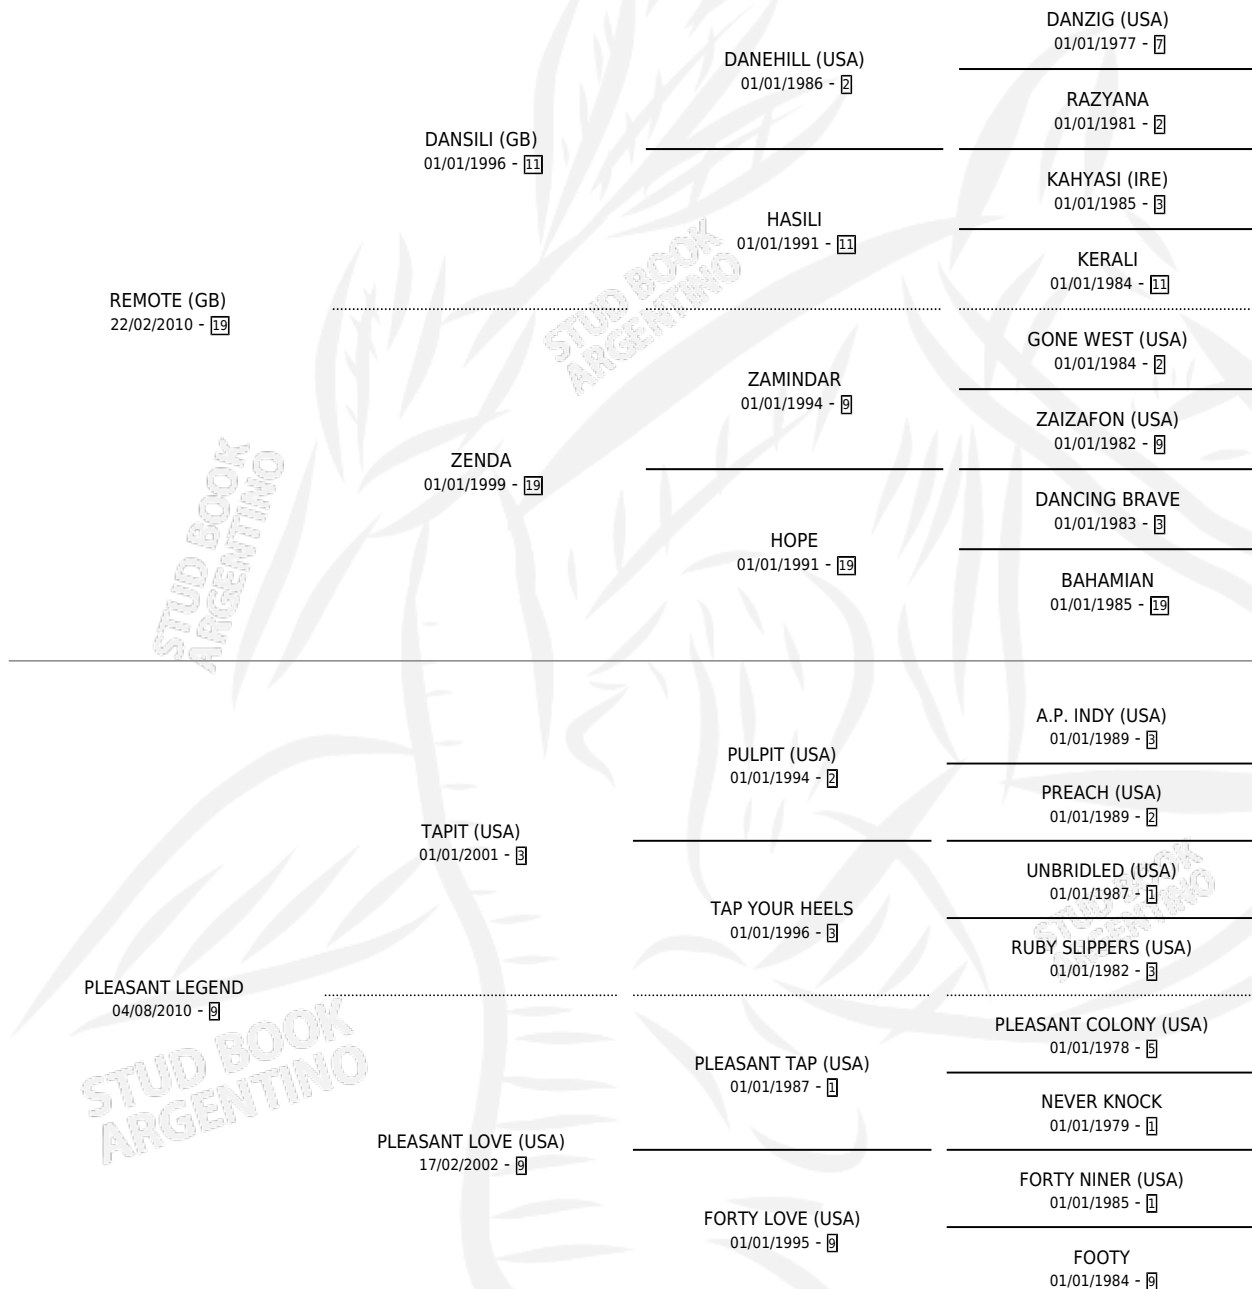 DANZIG (USA)
01/01/1977 - 7
DANEHILL (USA)
01/01/1986 - 2
RAZYANA
01/01/1981 - 2
DANSILI (GB)
01/01/1996 - 11
KAHYASI (IRE)
01/01/1985 - 3
HASILI
01/01/1991 - 11
KERALI
01/01/1984 - 11
REMOTE (GB)
22/02/2010 - 19
GONE WEST (USA)
01/01/1984 - 2
ZAMINDAR
01/01/1994 - 9
ZAIZAFON (USA)
01/01/1982 - 9
ZENDA
01/01/1999 - 19
DANCING BRAVE
01/01/1983 - 3
HOPE
01/01/1991 - 19
BAHAMIAN
01/01/1985 - 19
STUD BOOK
ARGENTINO
STUD BOOK
ARGENTINO
A.P. INDY (USA)
01/01/1989 - 3
PULPIT (USA)
01/01/1994 - 2
PREACH (USA)
01/01/1989 - 2
TAPIT (USA)
01/01/2001 - 3
UNBRIDLED (USA)
01/01/1987 - 1
TAP YOUR HEELS
01/01/1996 - 3
RUBY SLIPPERS (USA)
01/01/1982 - 3
PLEASANT LEGEND
04/08/2010 - 9
PLEASANT COLONY (USA)
01/01/1978 - 5
PLEASANT TAP (USA)
01/01/1987 - 1
NEVER KNOCK
01/01/1979 - 1
PLEASANT LOVE (USA)
17/02/2002 - 9
FORTY NINER (USA)
01/01/1985 - 1
FORTY LOVE (USA)
01/01/1995 - 9
FOOTY
01/01/1984 - 9
STUD BOOK
ARGENTINO
STUD BOOK
ARGENTINO